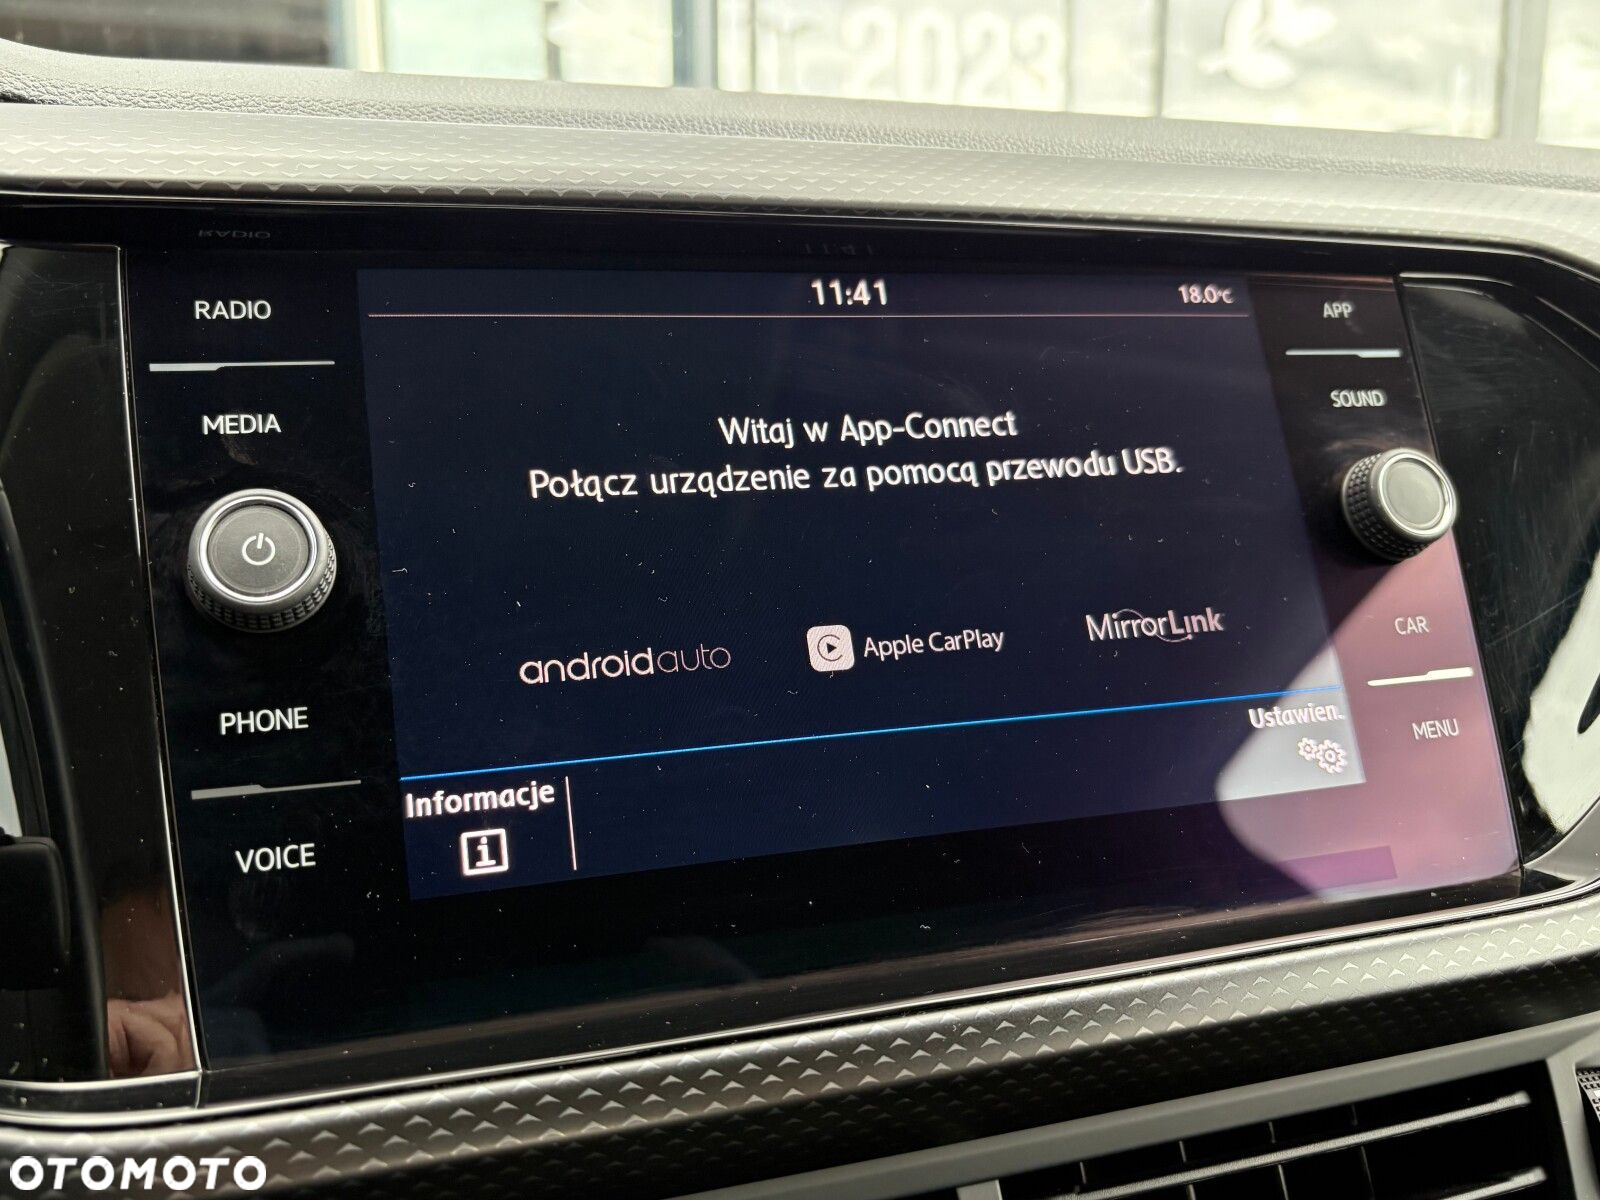 2023
RADIO
MEDIA
PHONE
VOICE
11:41
18.0°C
Witaj w App-Connect
Połącz urządzenie za pomocą przewodu USB.
androidauto
Apple CarPlay
MirrorLink
Informacje
i
Ustawien.
APP
SOUND
CAR
MENU
OTOMOTO